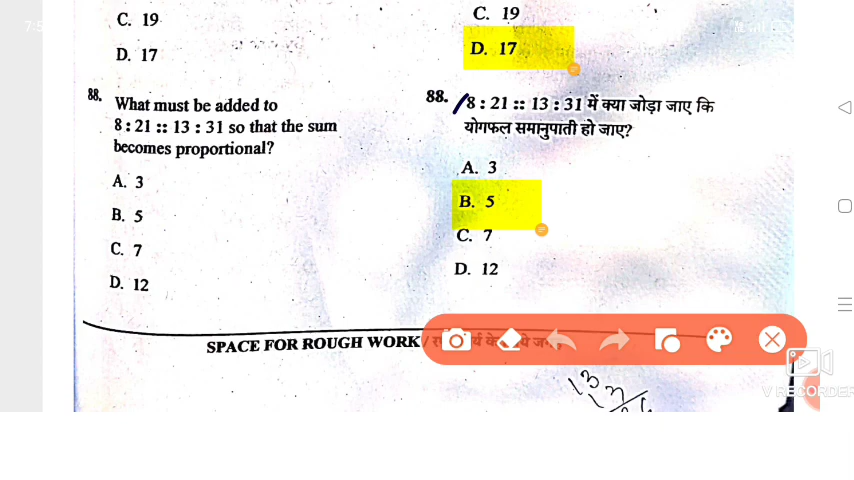 C. 19
D. 17
88. What must be added to
8 : 21 :: 13 : 31 so that the sum
becomes proportional?
A. 3
B. 5
C. 7
D. 12
C. 19
D. 17
88. 8 : 21 :: 13 : 31 में क्या जोड़ा जाए कि
योगफल समानुपाती हो जाए?
A. 3
B. 5
C. 7
D. 12
SPACE FOR ROUGH WORK /
V RECORDER